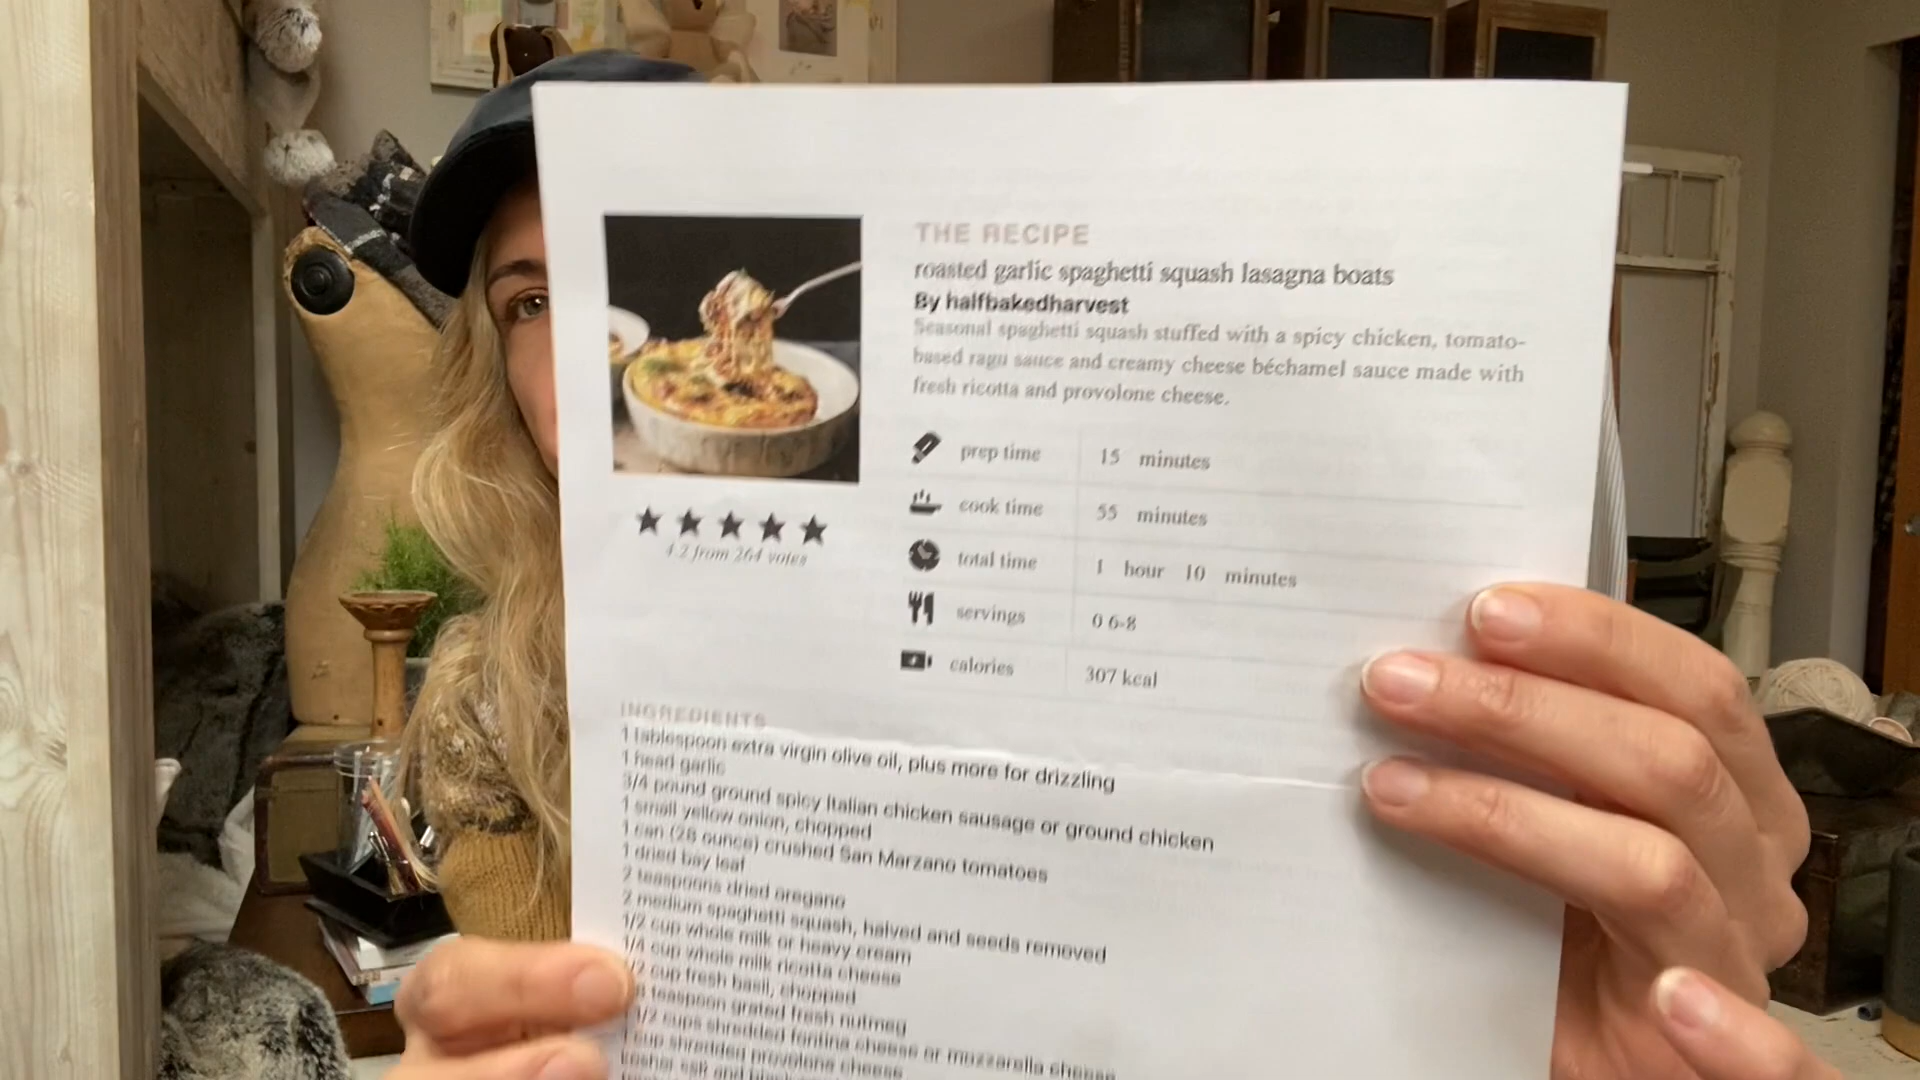 THE RECIPE
roasted garlic spaghetti squash lasagna boats
By halfbakedharvest
Seasonal spaghetti squash stuffed with a spicy chicken, tomato-
based ragu sauce and creamy cheese béchamel sauce made with
fresh ricotta and provolone cheese.
prep time 15 minutes
cook time 55 minutes
total time 1 hour 10 minutes
servings 0 6-8
calories 307 kcal
4.2 from 264 votes
INGREDIENTS
1 tablespoon extra virgin olive oil, plus more for drizzling
1 head garlic
3/4 pound ground spicy Italian chicken sausage or ground chicken
1 small yellow onion, chopped
1 can (28 ounce) crushed San Marzano tomatoes
1 dried bay leaf
2 teaspoons dried oregano
2 medium spaghetti squash, halved and seeds removed
1/2 cup whole milk or heavy cream
1/4 cup whole milk ricotta cheese
/2 cup fresh basil, chopped
teaspoon grated fresh nutmeg
1/2 cups shredded fontina cheese or mozzarella cheese
cup shredded provolone cheese
kosher salt and